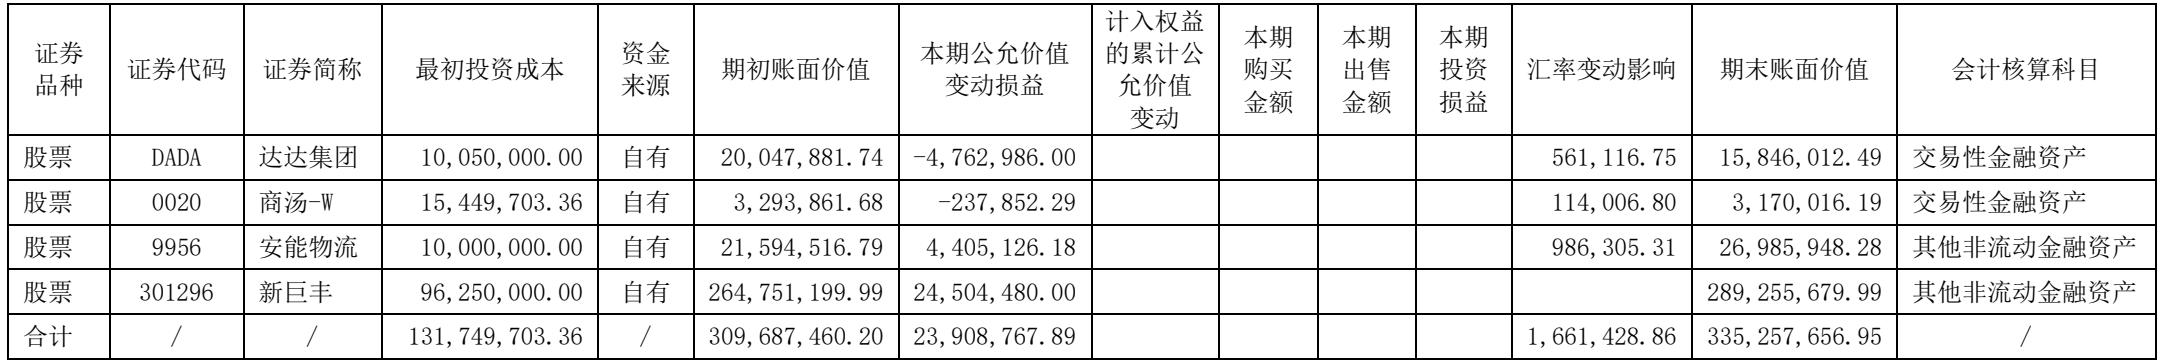 证券品种 证券代码 证券简称 最初投资成本 资金来源 期初账面价值 本期公允价值变动损益 计入权益的累计公允价值变动 本期购买金额 本期出售金额 本期投资损益 汇率变动影响 期末账面价值 会计核算科目
股票 DADA 达达集团 10,050,000.00 自有 20,047,881.74 -4,762,986.00 561,116.75 15,846,012.49 交易性金融资产
股票 0020 商汤-W 15,449,703.36 自有 3,293,861.68 -237,852.29 114,006.80 3,170,016.19 交易性金融资产
股票 9956 安能物流 10,000,000.00 自有 21,594,516.79 4,405,126.18 986,305.31 26,985,948.28 其他非流动金融资产
股票 301296 新巨丰 96,250,000.00 自有 264,751,199.99 24,504,480.00 289,255,679.99 其他非流动金融资产
合计 / / 131,749,703.36 / 309,687,460.20 23,908,767.89 1,661,428.86 335,257,656.95 /